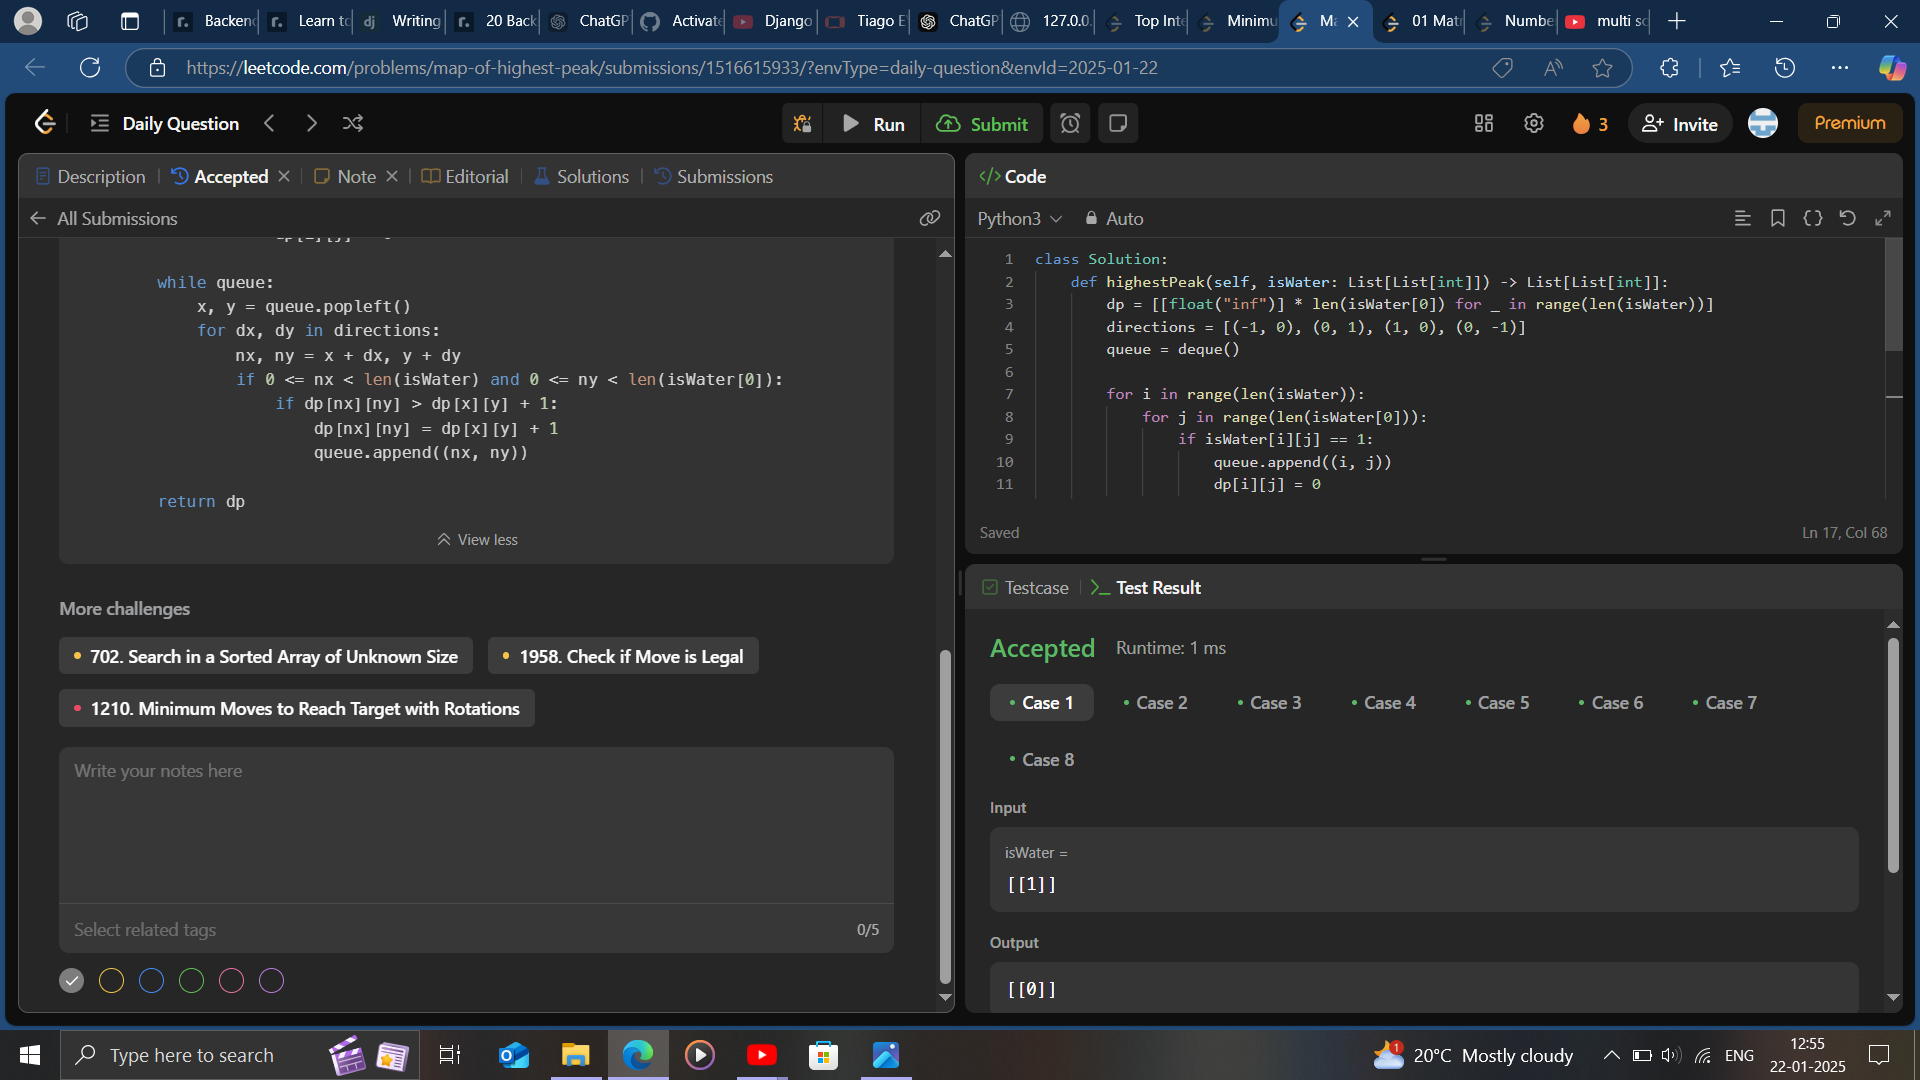 Backen
Learn to
Writing
20 Back
ChatGP
Activate
Django
Tiago E
ChatGP
127.0.0.
Top Inte
Minimu
Ma
01 Matr
Numbe
multi so
https://leetcode.com/problems/map-of-highest-peak/submissions/1516615933/?envType=daily-question&envId=2025-01-22
Daily Question
Run
Submit
3
Invite
Premium
Description
Accepted
Note
Editorial
Solutions
Submissions
All Submissions
while queue:
x, y = queue.popleft()
for dx, dy in directions:
nx, ny = x + dx, y + dy
if 0 <= nx < len(isWater) and 0 <= ny < len(isWater[0]):
if dp[nx][ny] > dp[x][y] + 1:
dp[nx][ny] = dp[x][y] + 1
queue.append((nx, ny))
return dp
View less
More challenges
702. Search in a Sorted Array of Unknown Size
1958. Check if Move is Legal
1210. Minimum Moves to Reach Target with Rotations
Write your notes here
Select related tags
0/5
</> Code
Python3
Auto
1 class Solution:
2 def highestPeak(self, isWater: List[List[int]]) -> List[List[int]]:
3 dp = [[float("inf")] * len(isWater[0]) for _ in range(len(isWater))]
4 directions = [(-1, 0), (0, 1), (1, 0), (0, -1)]
5 queue = deque()
6
7 for i in range(len(isWater)):
8 for j in range(len(isWater[0])):
9 if isWater[i][j] == 1:
10 queue.append((i, j))
11 dp[i][j] = 0
Saved
Ln 17, Col 68
Testcase
Test Result
Accepted
Runtime: 1 ms
Case 1
Case 2
Case 3
Case 4
Case 5
Case 6
Case 7
Case 8
Input
isWater =
[[1]]
Output
[[0]]
Type here to search
1
20°C Mostly cloudy
ENG
12:55
22-01-2025